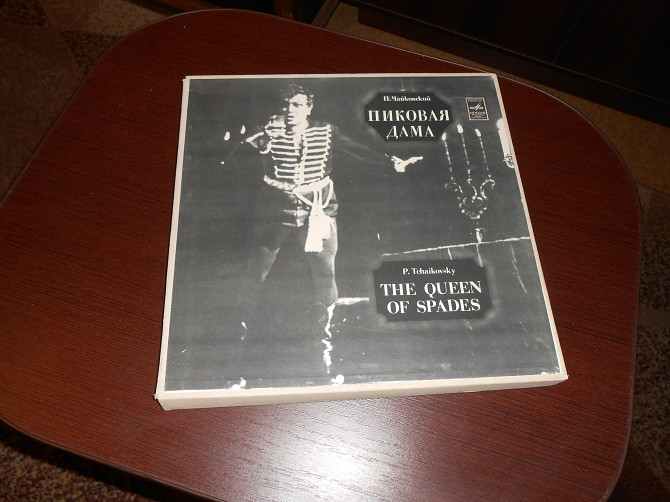 П. Чайковский
ПИКОВАЯ
ДАМА
P. Tchaikovsky
THE QUEEN
OF SPADES